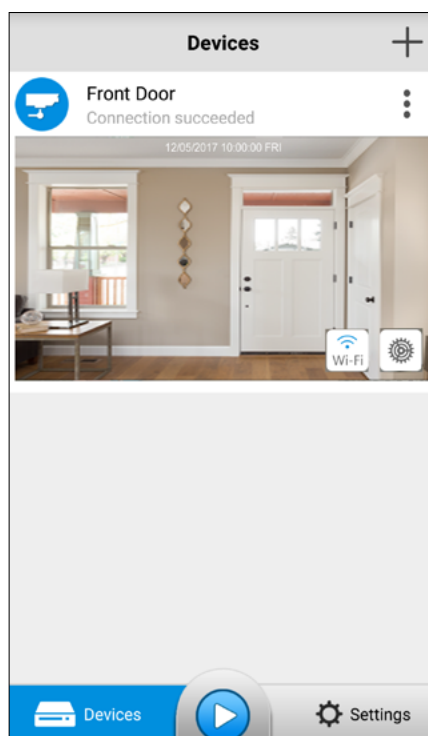 Devices
Front Door
Connection succeeded
12/05/2017 10:00:00 FRI
Wi-Fi
Devices
Settings